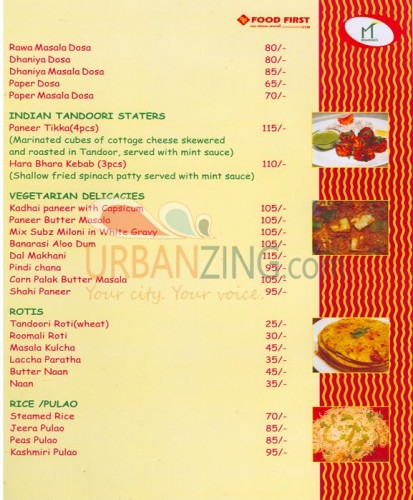 FOOD FIRST
Rawa Masala Dosa 80/-
Dhaniya Dosa 80/-
Dhaniya Masala Dosa 85/-
Paper Dosa 65/-
Paper Masala Dosa 70/-
INDIAN TANDOORI STATERS
Paneer Tikka(4pcs) 115/-
(Marinated cubes of cottage cheese skewered
and roasted in Tandoor, served with mint sauce)
Hara Bhara Kebab (3pcs) 110/-
(Shallow fried spinach patty served with mint sauce)
VEGETARIAN DELICACIES
Kadhai paneer with Capsicum 105/-
Paneer Butter Masala 105/-
Mix Subz Miloni in White Gravy 105/-
Banarasi Aloo Dum 105/-
Dal Makhani 115/-
Pindi chana 95/-
Corn Palak Butter Masala 105/-
Shahi Paneer 95/-
URBANZING.com
Your city. Your voice.
ROTIS
Tandoori Roti(wheat) 25/-
Roomali Roti 30/-
Masala Kulcha 45/-
Laccha Paratha 35/-
Butter Naan 45/-
Naan 35/-
RICE /PULAO
Steamed Rice 70/-
Jeera Pulao 85/-
Peas Pulao 85/-
Kashmiri Pulao 95/-